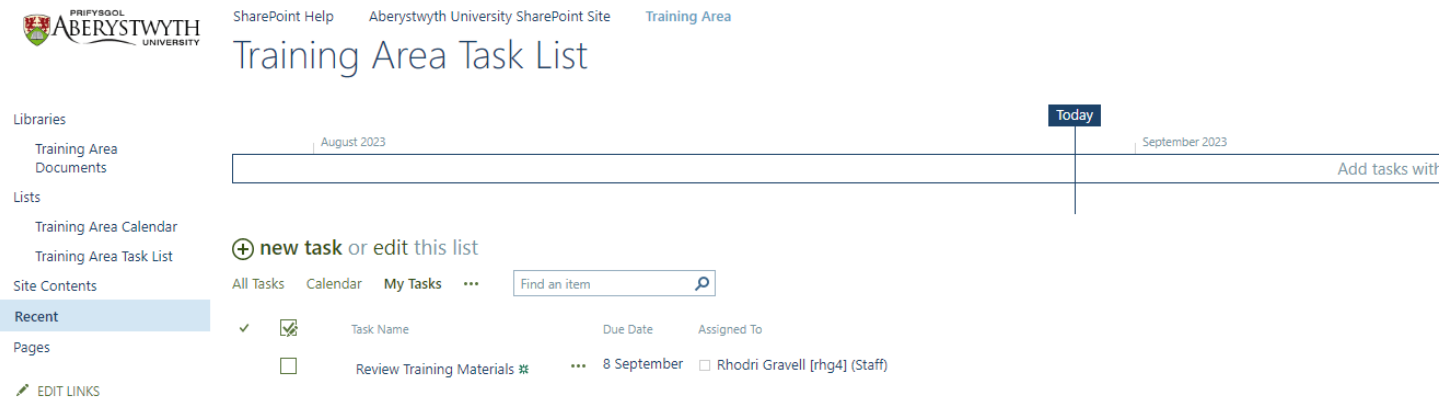 PRIFYSGOL
ABERYSTWYTH
UNIVERSITY
SharePoint Help Aberystwyth University SharePoint Site Training Area
Training Area Task List
Libraries
Training Area
Documents
Lists
Training Area Calendar
Training Area Task List
Site Contents
Recent
Pages
EDIT LINKS
Today
August 2023 September 2023
Add tasks with
new task or edit this list
All Tasks Calendar My Tasks ··· Find an item
Task Name Due Date Assigned To
Review Training Materials ··· 8 September Rhodri Gravell [rhg4] (Staff)